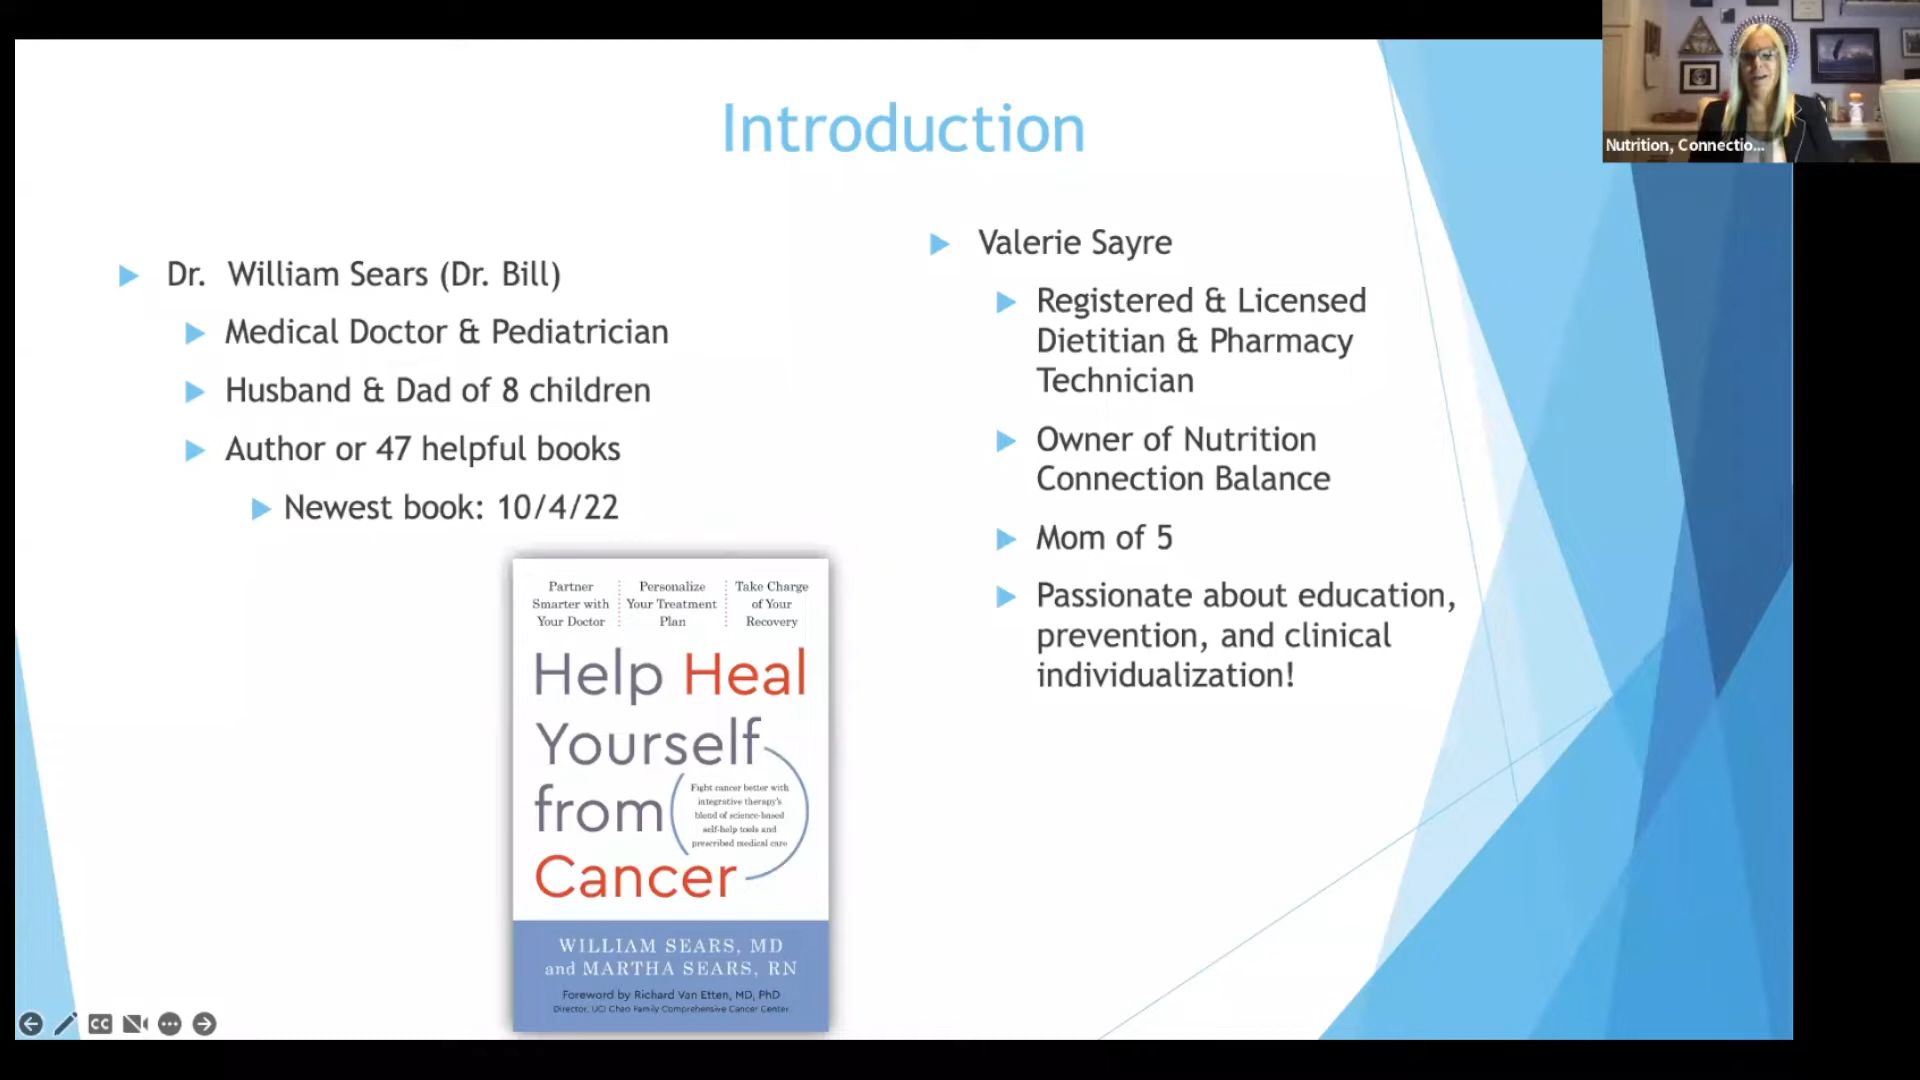 Introduction
Dr. William Sears (Dr. Bill)
Medical Doctor & Pediatrician
Husband & Dad of 8 children
Author or 47 helpful books
Newest book: 10/4/22
Partner
Smarter with
Your Doctor
Personalize
Your Treatment
Plan
Take Charge
of Your
Recovery
Help Heal
Yourself
from
Cancer
Fight cancer better with
integrative therapy's
blend of science-based
self-help tools and
prescribed medical care
WILLIAM SEARS, MD
and MARTHA SEARS, RN
Foreword by Richard Van Etten, MD, PhD
Director, UCI Chao Family Comprehensive Cancer Center
Valerie Sayre
Registered & Licensed
Dietitian & Pharmacy
Technician
Owner of Nutrition
Connection Balance
Mom of 5
Passionate about education,
prevention, and clinical
individualization!
Nutrition, Connectio...
CC